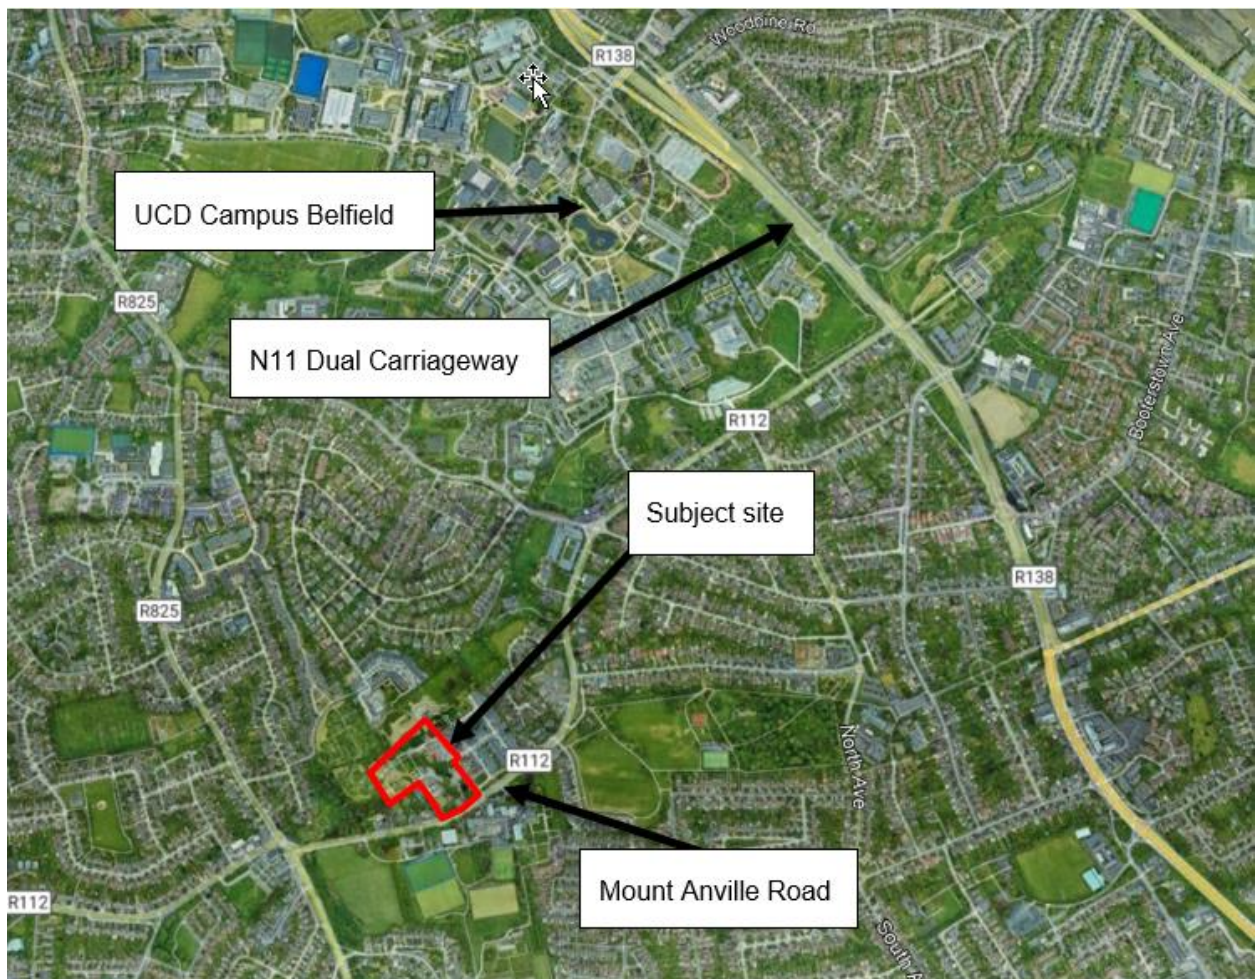 R138
Woodbine Rd
UCD Campus Belfield
R825
N11 Dual Carriageway
Booterstown Ave
R112
Subject site
R138
R825
R112
North Ave
Mount Anville Road
R112
South A